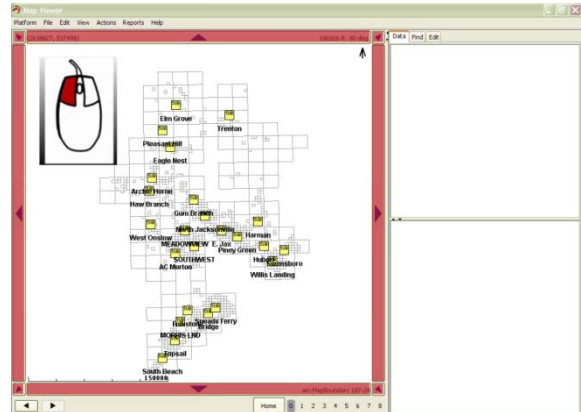 Map Viewer
Platform File Edit View Actions Reports Help
Data Find Edit
Elm Grove
Trenton
Pleasant Hill
Eagle Nest
Archie Horne
Haw Branch
Gum Branch
North Jacksonville
West Onslow
Harman
MEADOWVIEW E. Jax
Piney Green
SOUTHWEST
Hubert
Swansboro
AC Morton
Willis Landing
Sneads Ferry
Folkstone
Bridge
MORRIS LND
Topsail
South Beach
150000
Home 0 1 2 3 4 5 6 7 8